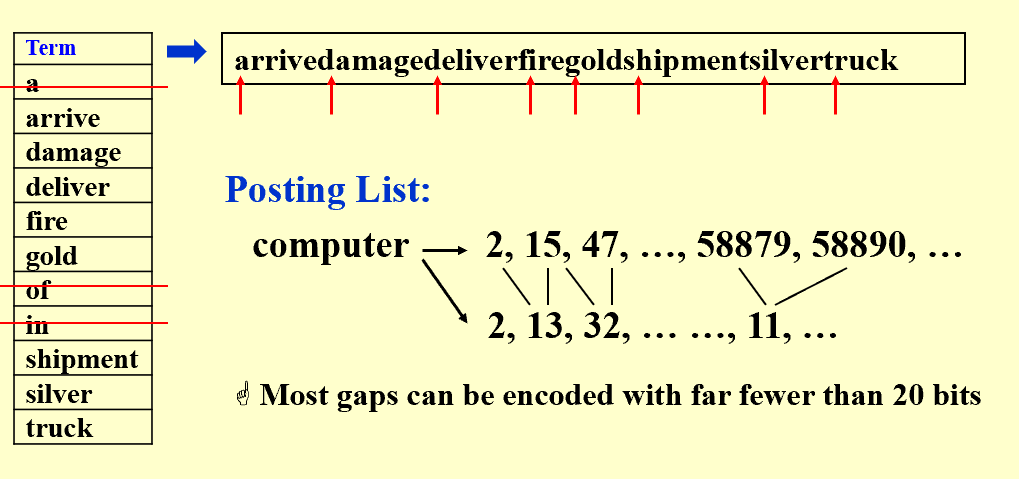 Term
a
arrive
damage
deliver
fire
gold
of
in
shipment
silver
truck
arrivedamagedeliverfiregoldshipmentsilvertruck
Posting List:
computer 2, 15, 47, …, 58879, 58890, …
2, 13, 32, … …, 11, …
☝ Most gaps can be encoded with far fewer than 20 bits